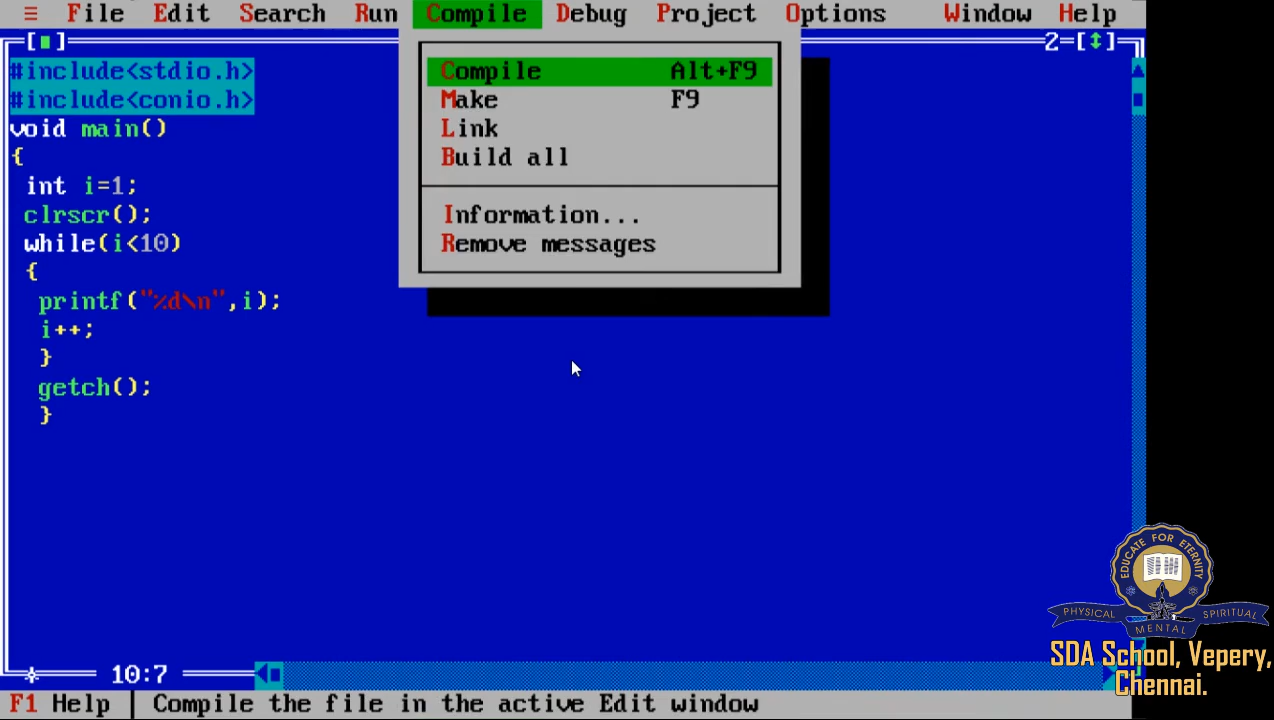 ≡ File Edit Search Run Compile Debug Project Options Window Help
[■] 2=[↕]
#include<stdio.h>
#include<conio.h>
void main()
{
int i=1;
clrscr();
while(i<10)
{
printf("%d\n",i);
i++;
}
getch();
}
Compile Alt+F9
Make F9
Link
Build all
Information...
Remove messages
10:7
F1 Help | Compile the file in the active Edit window
EDUCATE FOR ETERNITY
PHYSICAL MENTAL SPIRITUAL
SDA School, Vepery,
Chennai.